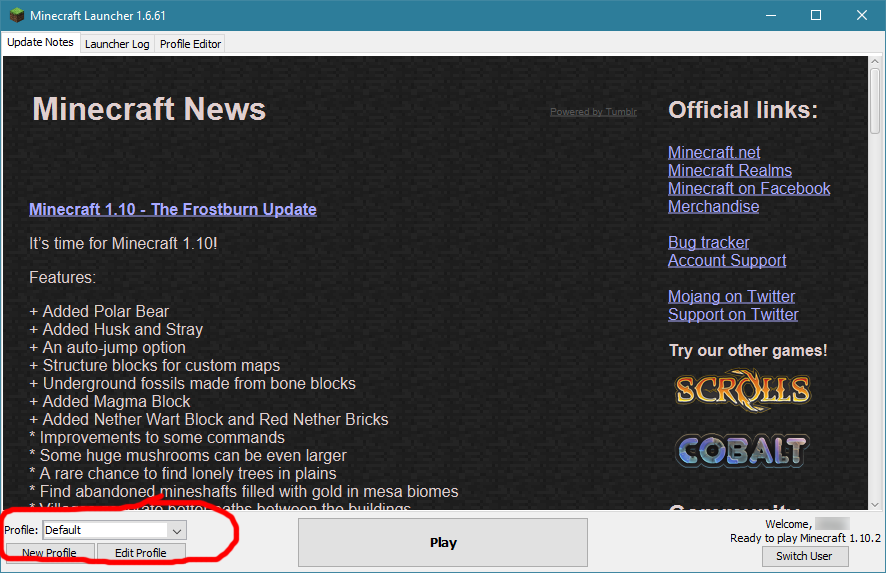 Minecraft Launcher 1.6.61
Update Notes
Launcher Log
Profile Editor
Minecraft News
Powered by Tumblr
Minecraft 1.10 - The Frostburn Update
It's time for Minecraft 1.10!
Features:
+ Added Polar Bear
+ Added Husk and Stray
+ An auto-jump option
+ Structure blocks for custom maps
+ Underground fossils made from bone blocks
+ Added Magma Block
+ Added Nether Wart Block and Red Nether Bricks
* Improvements to some commands
* Some huge mushrooms can be even larger
* A rare chance to find lonely trees in plains
* Find abandoned mineshafts filled with gold in mesa biomes
paths between the buildings
Official links:
Minecraft.net
Minecraft Realms
Minecraft on Facebook
Merchandise
Bug tracker
Account Support
Mojang on Twitter
Support on Twitter
Try our other games!
SCROLLS
COBALT
Community
Profile: Default
New Profile
Edit Profile
Play
Welcome,
Ready to play Minecraft 1.10.2
Switch User